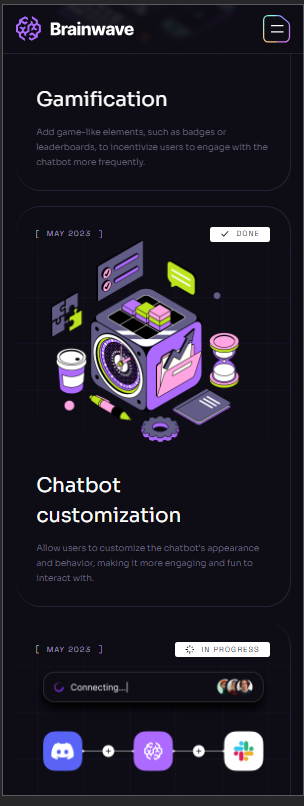 Brainwave
Gamification
Add game-like elements, such as badges or
leaderboards, to incentivize users to engage with the
chatbot more frequently.
[ MAY 2023 ]
DONE
Chatbot
customization
Allow users to customize the chatbot's appearance
and behavior, making it more engaging and fun to
interact with.
[ MAY 2023 ]
IN PROGRESS
Connecting...|